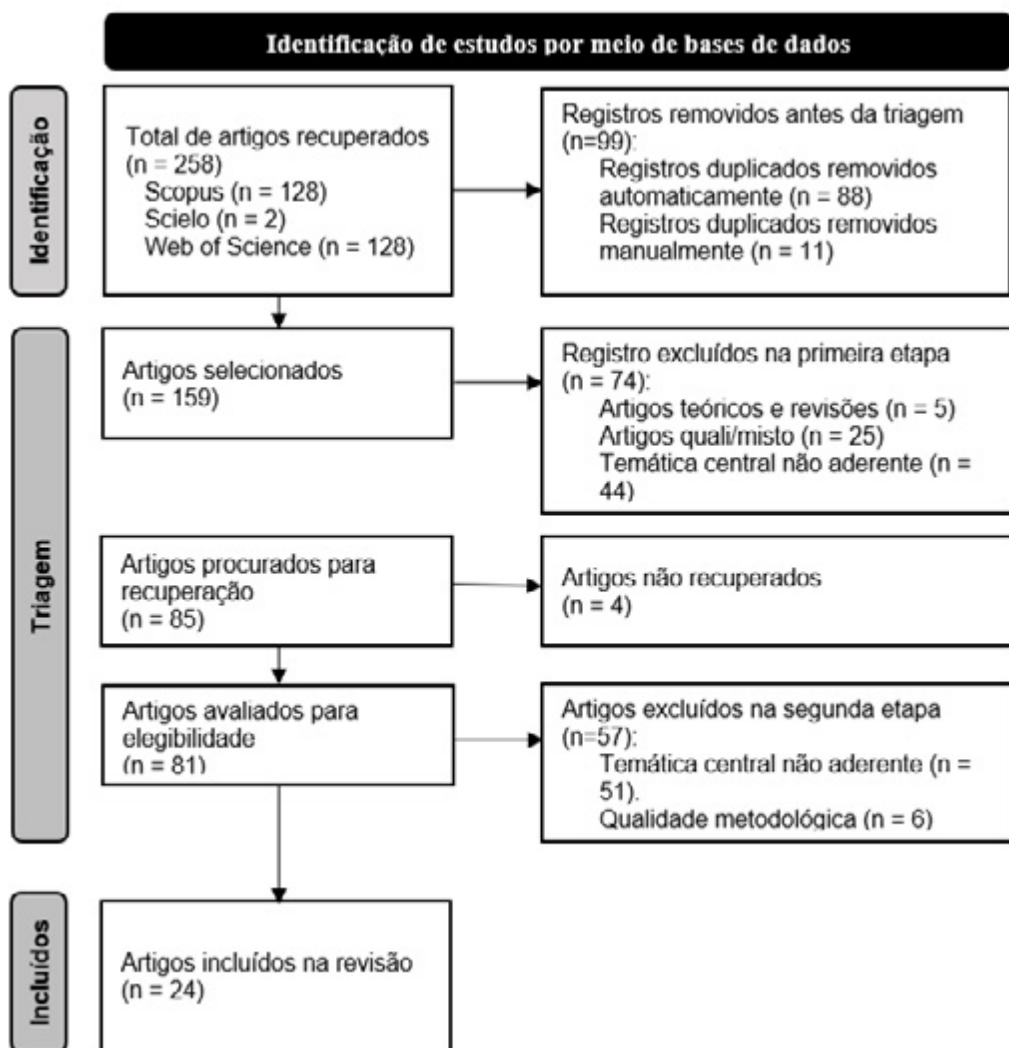 Identificação de estudos por meio de bases de dados
Identificação
Total de artigos recuperados
(n = 258)
Scopus (n = 128)
Scielo (n = 2)
Web of Science (n = 128)
Registros removidos antes da triagem
(n=99):
Registros duplicados removidos
automaticamente (n = 88)
Registros duplicados removidos
manualmente (n = 11)
Triagem
Artigos selecionados
(n = 159)
Registro excluídos na primeira etapa
(n = 74):
Artigos teóricos e revisões (n = 5)
Artigos quali/misto (n = 25)
Temática central não aderente (n =
44)
Artigos procurados para
recuperação
(n = 85)
Artigos não recuperados
(n = 4)
Artigos avaliados para
elegibilidade
(n = 81)
Artigos excluídos na segunda etapa
(n=57):
Temática central não aderente (n =
51).
Qualidade metodológica (n = 6)
Incluídos
Artigos incluídos na revisão
(n = 24)